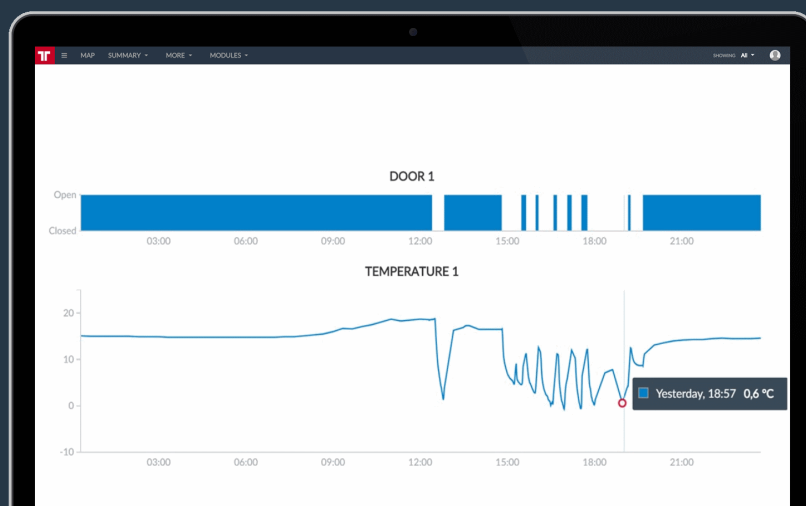 MAP SUMMARY MORE MODULES SHOWING All
DOOR 1
Open
Closed
03:00 06:00 09:00 12:00 15:00 18:00 21:00
TEMPERATURE 1
20
10
0
-10
Yesterday, 18:57 0,6 °C
03:00 06:00 09:00 12:00 15:00 18:00 21:00